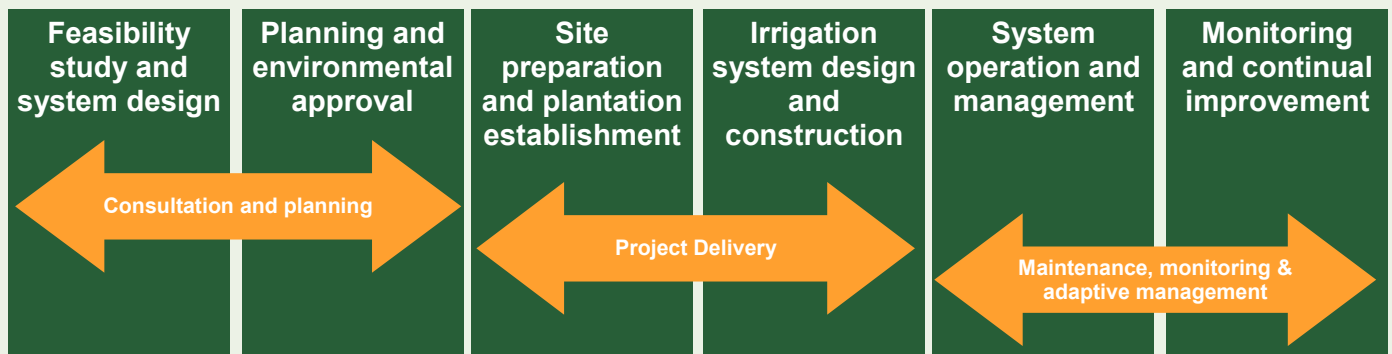 Feasibility
study and
system design
Planning and
environmental
approval
Site
preparation
and plantation
establishment
Irrigation
system design
and
construction
System
operation and
management
Monitoring
and continual
improvement
Consultation and planning
Project Delivery
Maintenance, monitoring &
adaptive management